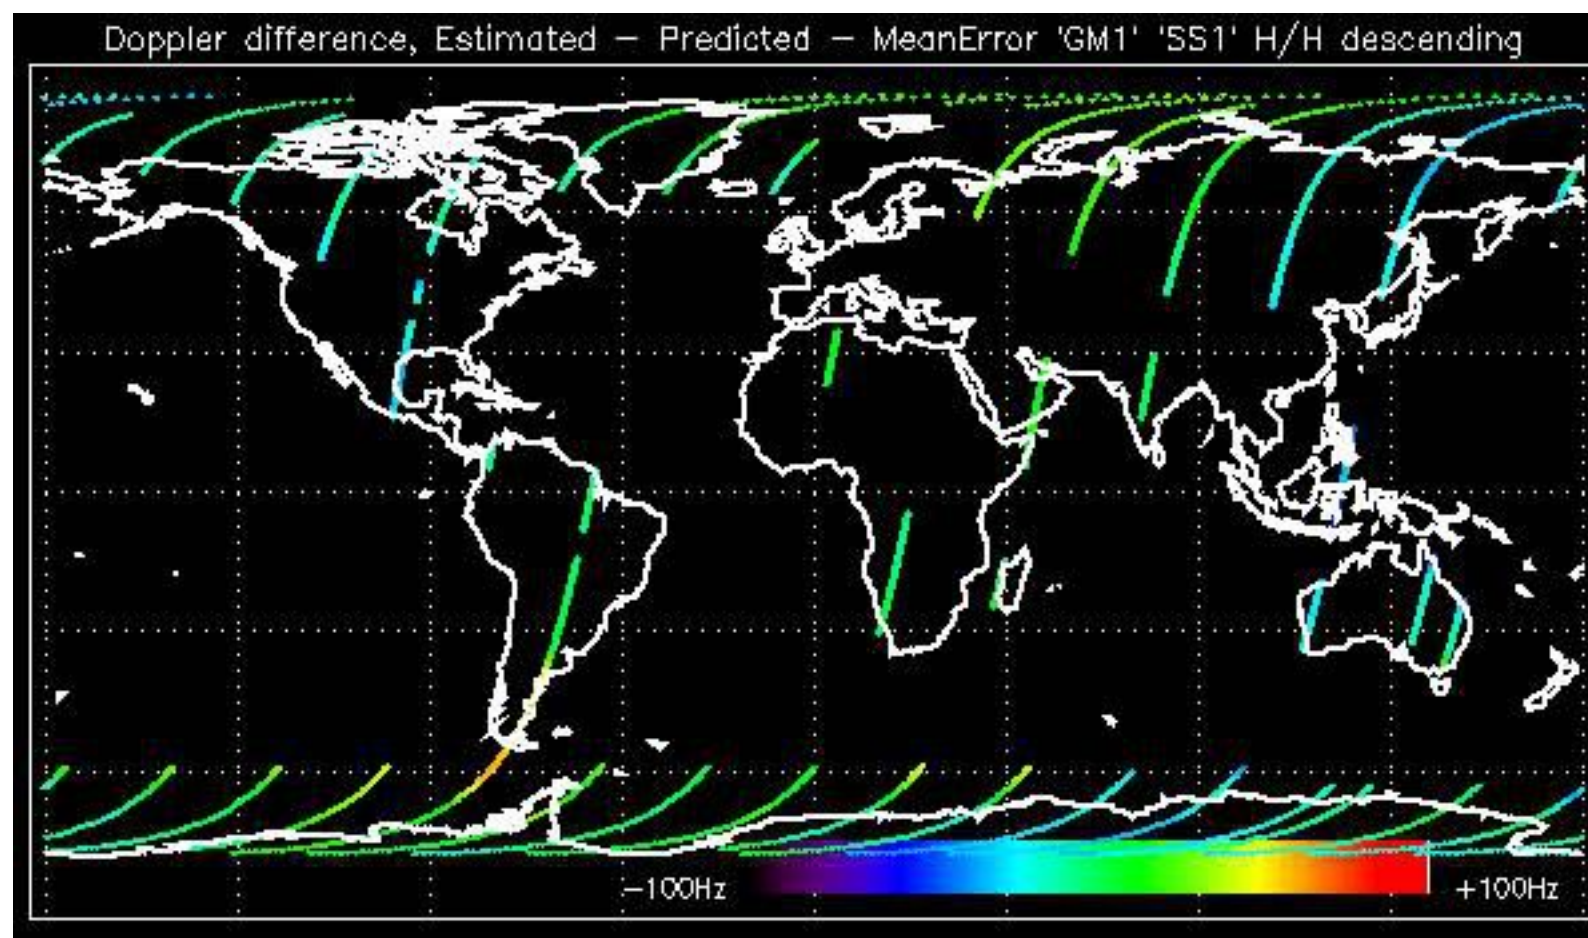 Doppler difference, Estimated – Predicted – MeanError 'GM1' 'SS1' H/H descending
–100Hz +100Hz